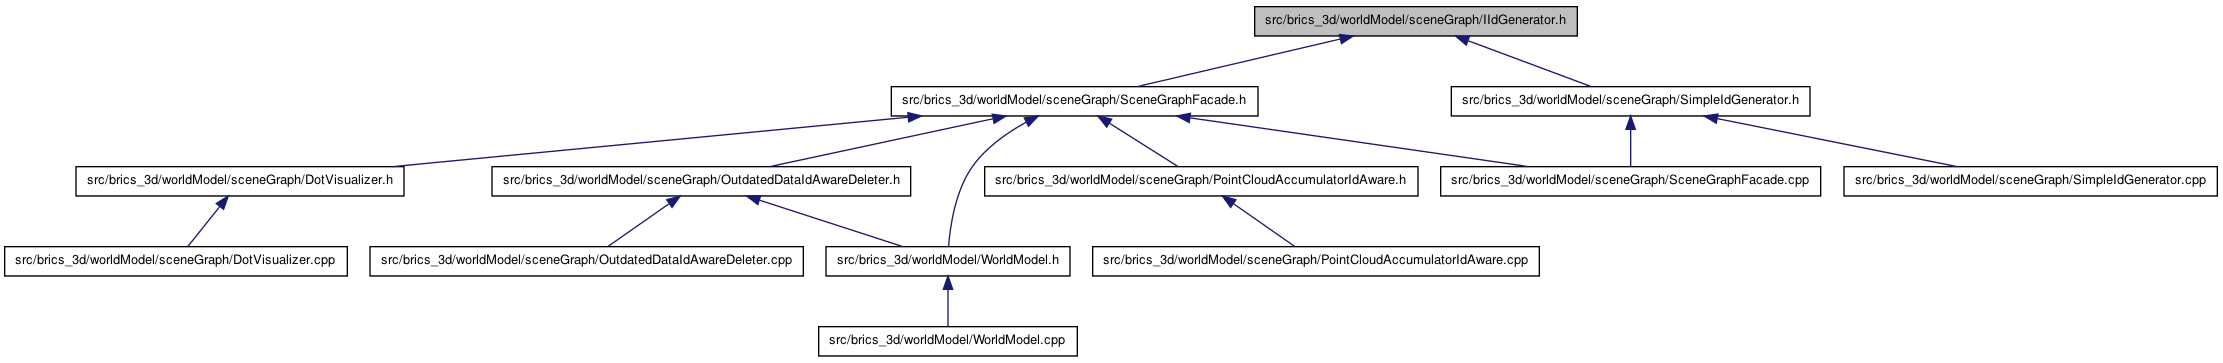 src/brics_3d/worldModel/sceneGraph/IIdGenerator.h
src/brics_3d/worldModel/sceneGraph/SceneGraphFacade.h
src/brics_3d/worldModel/sceneGraph/SimpleIdGenerator.h
src/brics_3d/worldModel/sceneGraph/DotVisualizer.h
src/brics_3d/worldModel/sceneGraph/OutdatedDataIdAwareDeleter.h
src/brics_3d/worldModel/sceneGraph/PointCloudAccumulatorIdAware.h
src/brics_3d/worldModel/sceneGraph/SceneGraphFacade.cpp
src/brics_3d/worldModel/sceneGraph/SimpleIdGenerator.cpp
src/brics_3d/worldModel/sceneGraph/DotVisualizer.cpp
src/brics_3d/worldModel/sceneGraph/OutdatedDataIdAwareDeleter.cpp
src/brics_3d/worldModel/WorldModel.h
src/brics_3d/worldModel/sceneGraph/PointCloudAccumulatorIdAware.cpp
src/brics_3d/worldModel/WorldModel.cpp